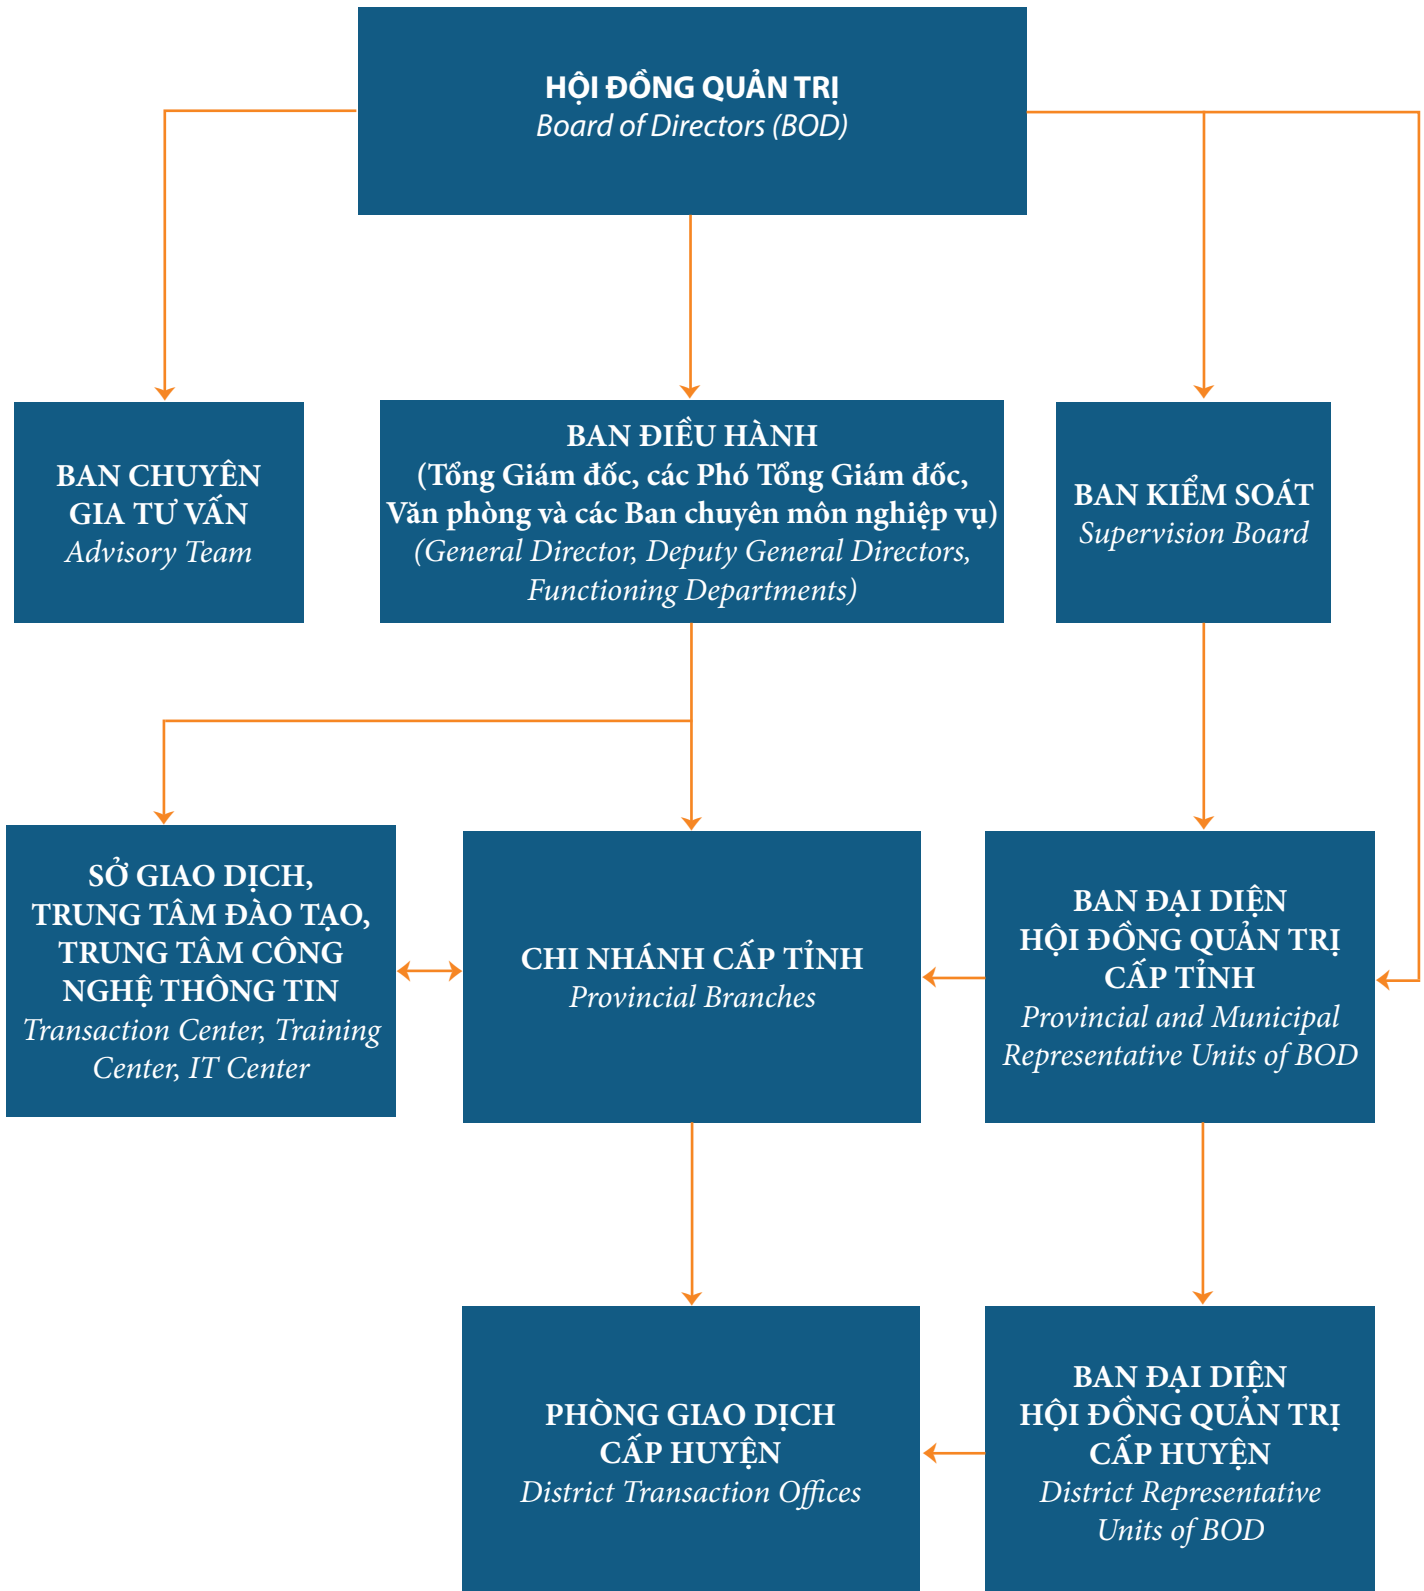 HỘI ĐỒNG QUẢN TRỊ
Board of Directors (BOD)
BAN CHUYÊN
GIA TƯ VẤN
Advisory Team
BAN ĐIỀU HÀNH
(Tổng Giám đốc, các Phó Tổng Giám đốc,
Văn phòng và các Ban chuyên môn nghiệp vụ)
(General Director, Deputy General Directors,
Functioning Departments)
BAN KIỂM SOÁT
Supervision Board
SỞ GIAO DỊCH,
TRUNG TÂM ĐÀO TẠO,
TRUNG TÂM CÔNG
NGHỆ THÔNG TIN
Transaction Center, Training
Center, IT Center
CHI NHÁNH CẤP TỈNH
Provincial Branches
BAN ĐẠI DIỆN
HỘI ĐỒNG QUẢN TRỊ
CẤP TỈNH
Provincial and Municipal
Representative Units of BOD
PHÒNG GIAO DỊCH
CẤP HUYỆN
District Transaction Offices
BAN ĐẠI DIỆN
HỘI ĐỒNG QUẢN TRỊ
CẤP HUYỆN
District Representative
Units of BOD